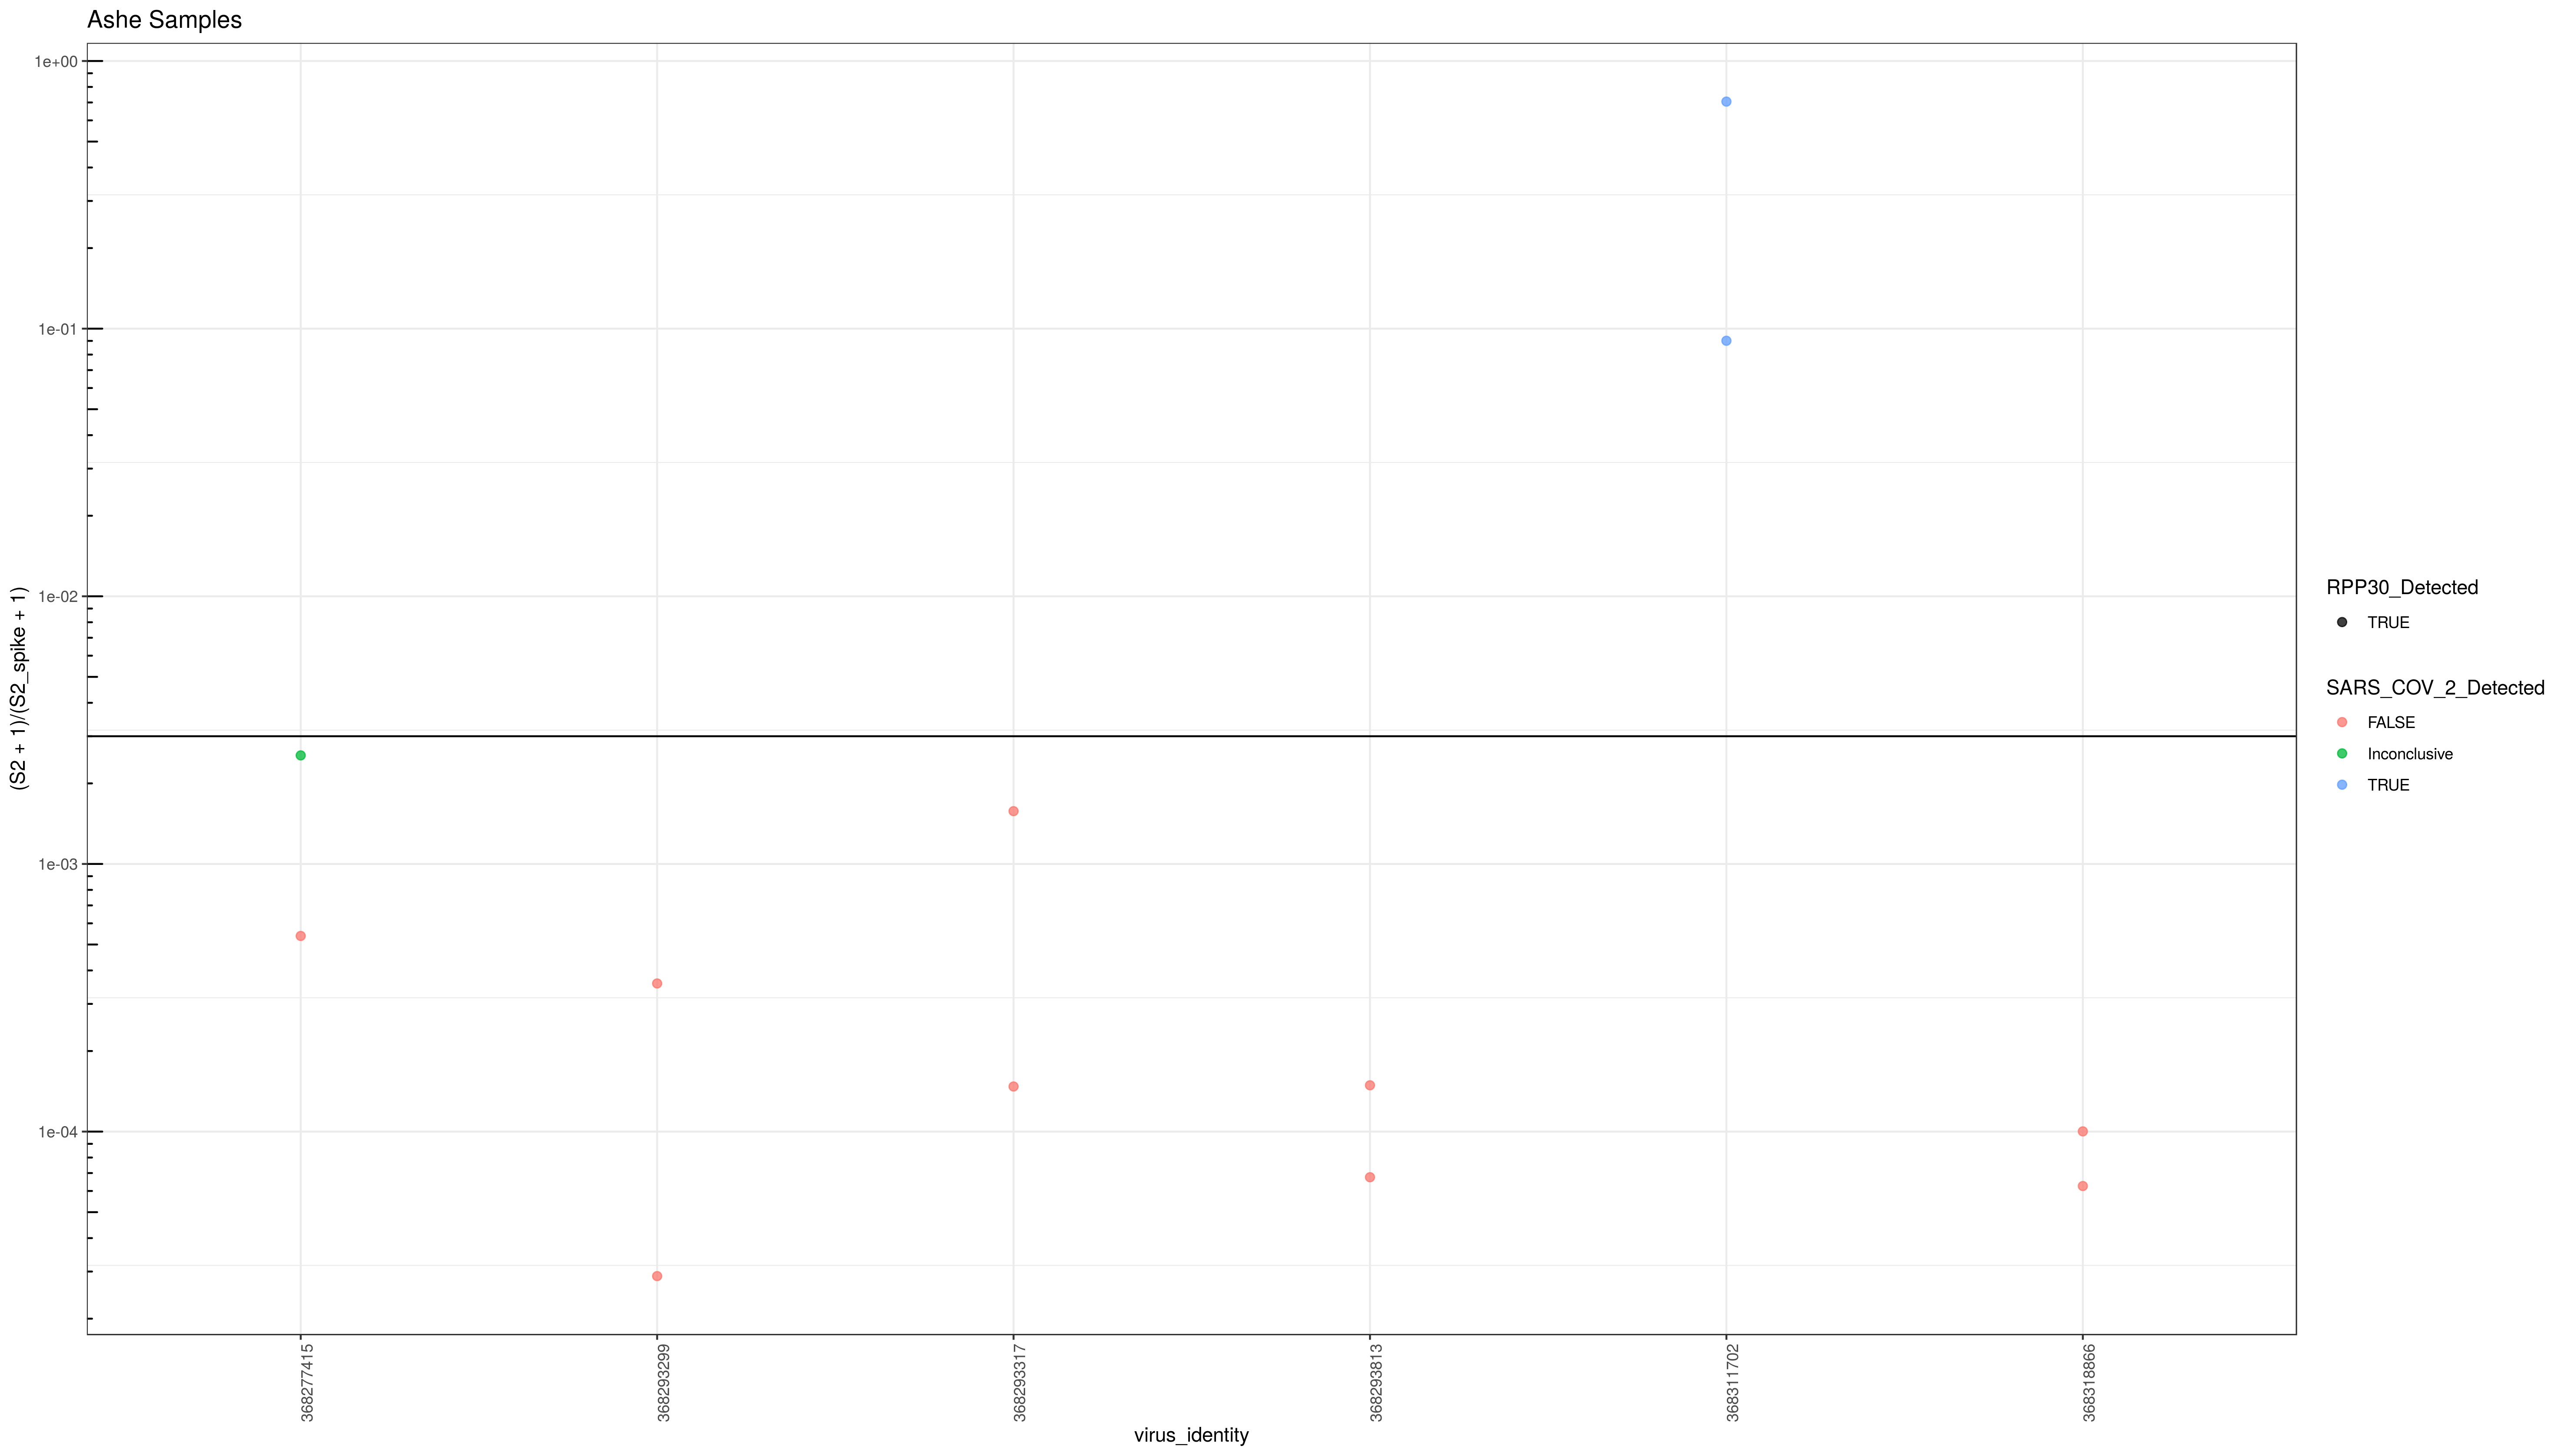 Ashe Samples
1e+00
1e-01
1e-02
1e-03
1e-04
(S2 + 1)/(S2_spike + 1)
368277415
368293299
368293317
368293813
368311702
368318866
virus_identity
RPP30_Detected
TRUE
SARS_COV_2_Detected
FALSE
Inconclusive
TRUE